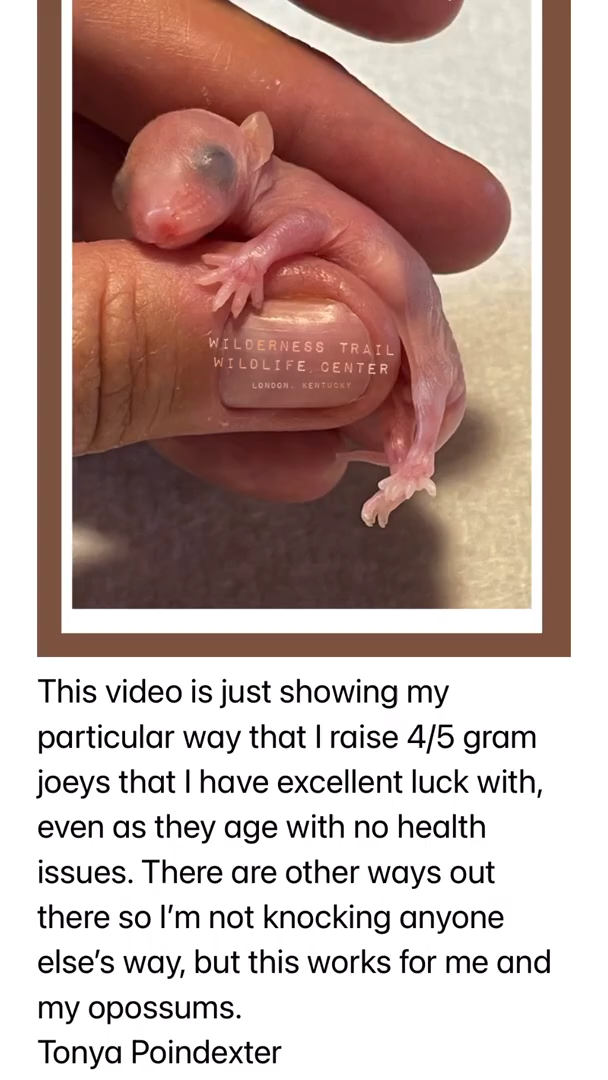 WILDERNESS TRAIL
WILDLIFE CENTER
LONDON, KENTUCKY
This video is just showing my
particular way that I raise 4/5 gram
joeys that I have excellent luck with,
even as they age with no health
issues. There are other ways out
there so I’m not knocking anyone
else’s way, but this works for me and
my opossums.
Tonya Poindexter